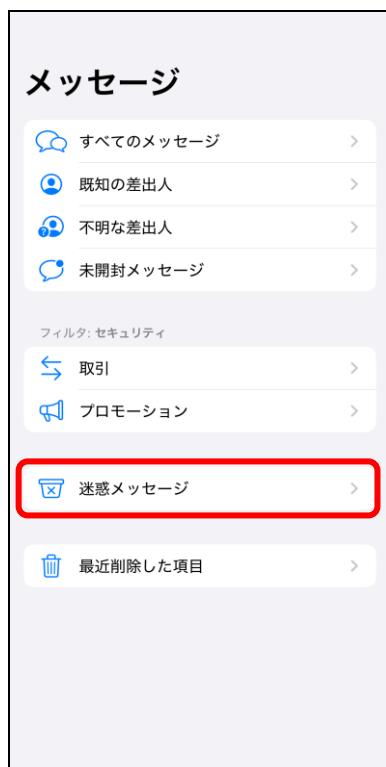 メッセージ
すべてのメッセージ
既知の差出人
不明な差出人
未開封メッセージ
フィルタ: セキュリティ
取引
プロモーション
迷惑メッセージ
最近削除した項目